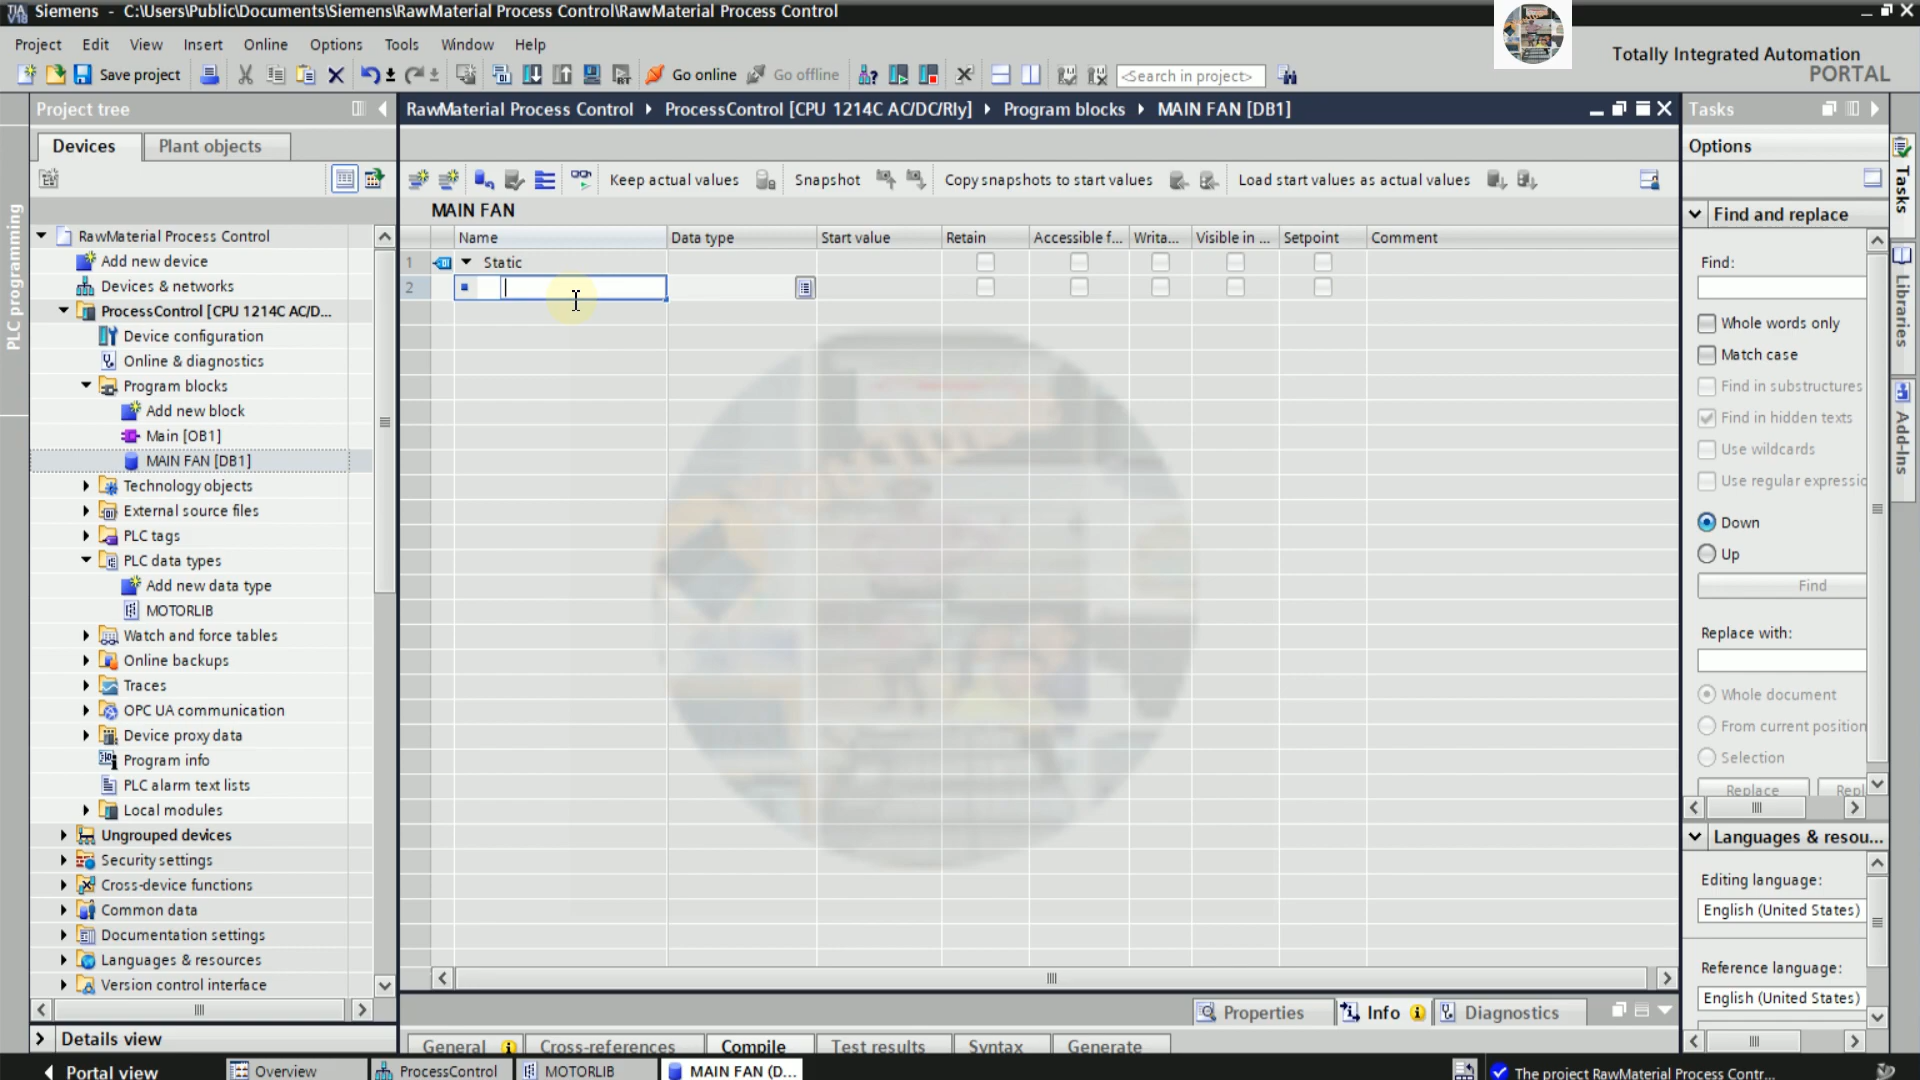 Siemens - C:\Users\Public\Documents\Siemens\RawMaterial Process Control\RawMaterial Process Control
Project Edit View Insert Online Options Tools Window Help
Totally Integrated Automation
PORTAL
Save project
Go online
Go offline
<Search in project>
Project tree
RawMaterial Process Control ProcessControl [CPU 1214C AC/DC/Rly] Program blocks MAIN FAN [DB1]
Tasks
Devices Plant objects
Options
Keep actual values Snapshot Copy snapshots to start values Load start values as actual values
MAIN FAN
Name Data type Start value Retain Accessible f... Writa... Visible in ... Setpoint Comment
1 Static
2
PLC programming
RawMaterial Process Control
Add new device
Devices & networks
ProcessControl [CPU 1214C AC/D...
Device configuration
Online & diagnostics
Program blocks
Add new block
Main [OB1]
MAIN FAN [DB1]
Technology objects
External source files
PLC tags
PLC data types
Add new data type
MOTORLIB
Watch and force tables
Online backups
Traces
OPC UA communication
Device proxy data
Program info
PLC alarm text lists
Local modules
Ungrouped devices
Security settings
Cross-device functions
Common data
Documentation settings
Languages & resources
Version control interface
Details view
Find and replace
Find:
Whole words only
Match case
Find in substructures
Find in hidden texts
Use wildcards
Use regular expressic
Down
Up
Find
Replace with:
Whole document
From current position
Selection
Replace Repl
Languages & resou...
Editing language:
English (United States)
Reference language:
English (United States)
Tasks
Libraries
Add-Ins
Properties Info Diagnostics
General Cross-references Compile Test results Syntax Generate
Portal view Overview ProcessControl MOTORLIB MAIN FAN (D...
The project RawMaterial Process Contr...